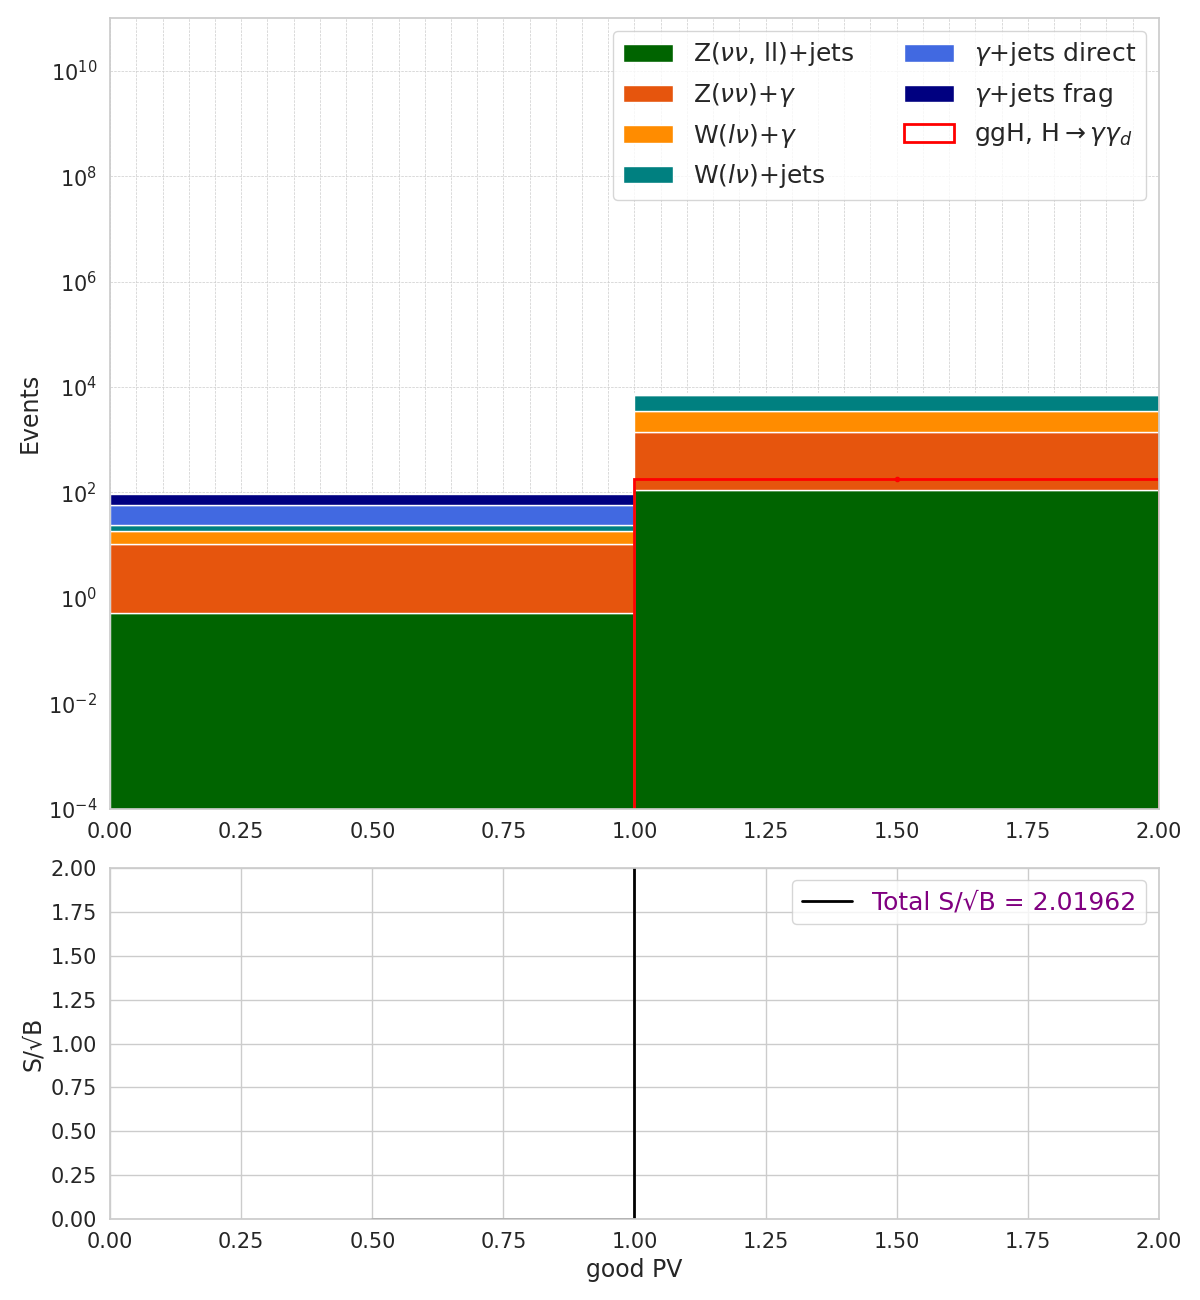 Z(νν, ll)+jets
Z(νν)+γ
W(lν)+γ
W(lν)+jets
γ+jets direct
γ+jets frag
ggH, H→γγ_d
10^10
10^8
10^6
10^4
10^2
10^0
10^−2
10^−4
Events
0.00 0.25 0.50 0.75 1.00 1.25 1.50 1.75 2.00
Total S/√B = 2.01962
2.00
1.75
1.50
1.25
1.00
0.75
0.50
0.25
0.00
S/√B
0.00 0.25 0.50 0.75 1.00 1.25 1.50 1.75 2.00
good PV